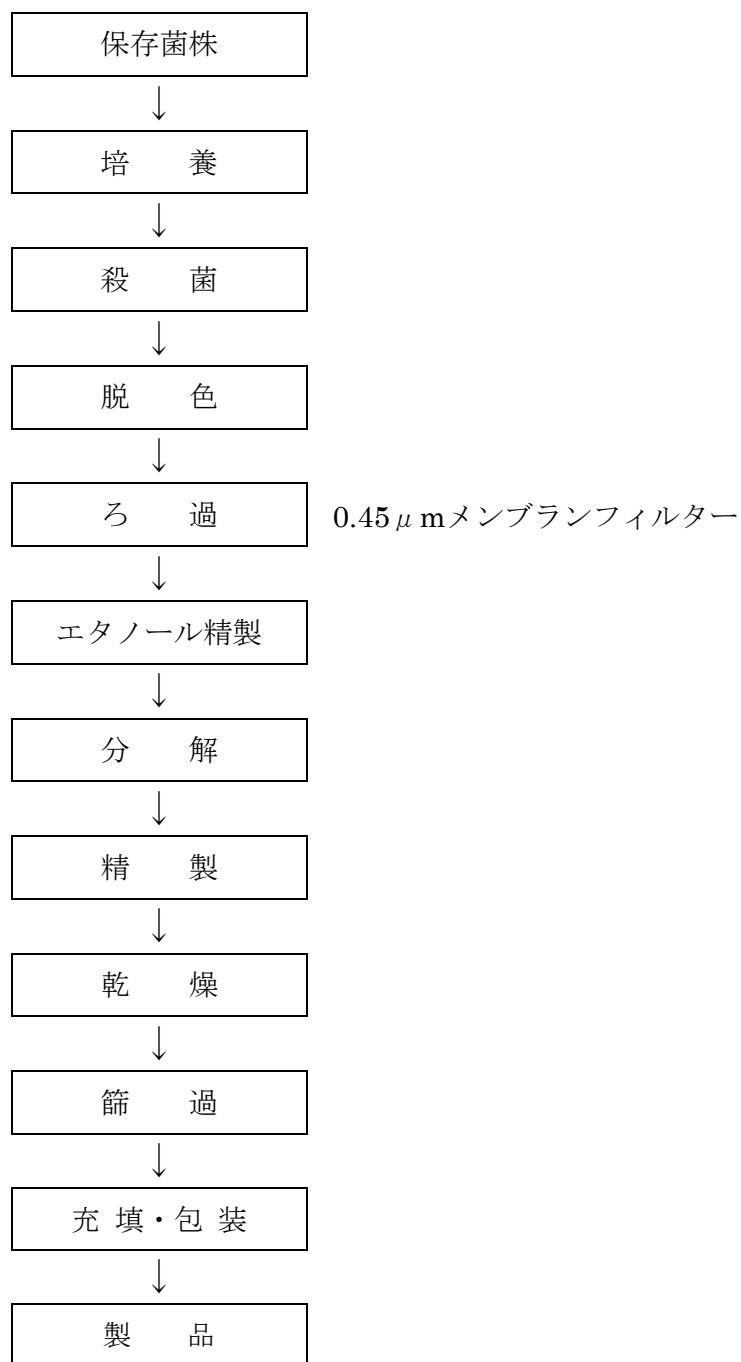 保存菌株
↓
培　　養
↓
殺　　菌
↓
脱　　色
↓
ろ　　過　0.45μmメンブランフィルター
↓
エタノール精製
↓
分　　解
↓
精　　製
↓
乾　　燥
↓
篩　　過
↓
充 填・包 装
↓
製　　品